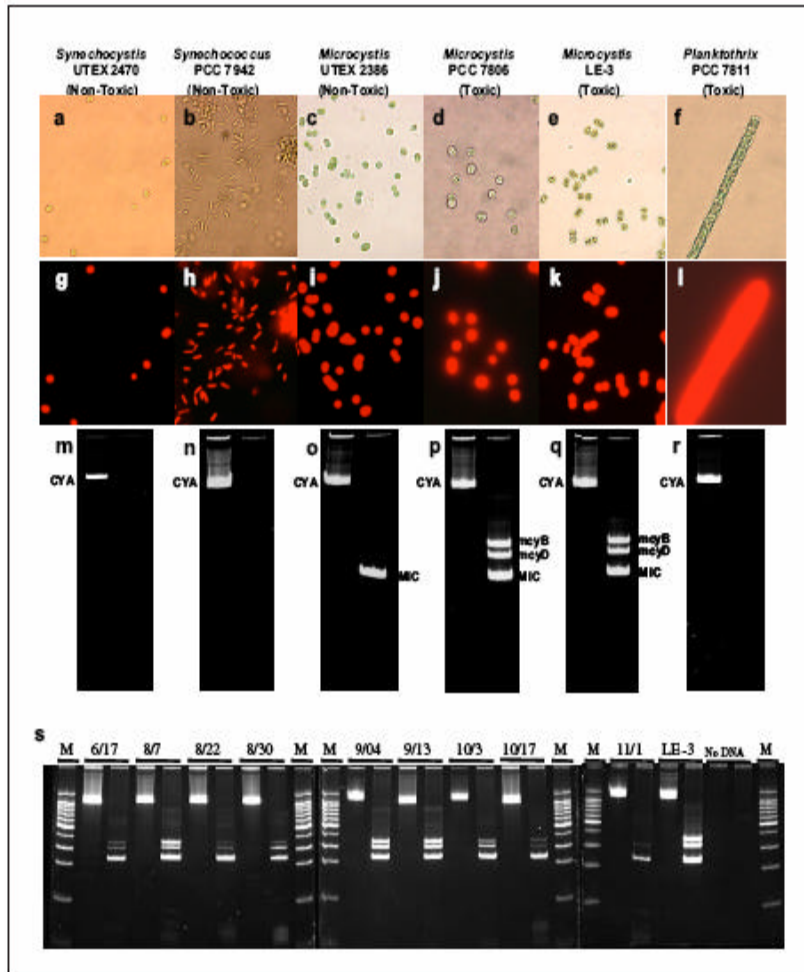 Synechocystis Synechococcus Microcystis Microcystis Microcystis Planktothrix
UTEX 2470 PCC 7942 UTEX 2386 PCC 7806 LE-3 PCC 7811
(Non-Toxic) (Non-Toxic) (Non-Toxic) (Toxic) (Toxic) (Toxic)
a b c d e f
g h i j k l
m n o p q r
CYA CYA CYA CYA CYA CYA
mcyB mcyB
mcyD mcyD
MIC MIC MIC
s
M 6/17 8/7 8/22 8/30 M M 9/04 9/13 10/3 10/17 M M 11/1 LE-3 No DNA M